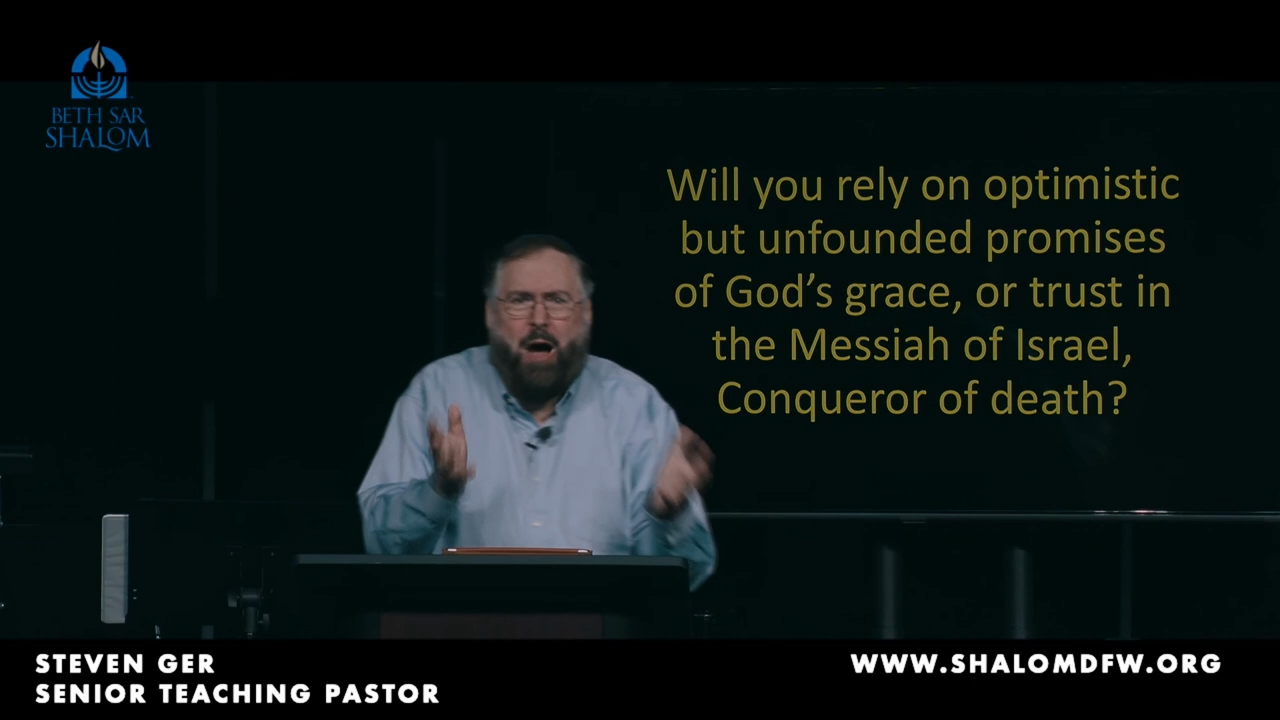 BETH SAR
SHALOM
Will you rely on optimistic
but unfounded promises
of God’s grace, or trust in
the Messiah of Israel,
Conqueror of death?
STEVEN GER
SENIOR TEACHING PASTOR
WWW.SHALOMDFW.ORG